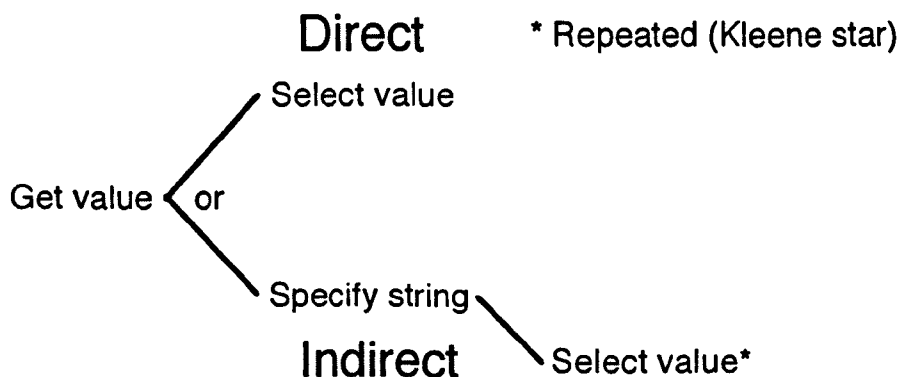 Direct
* Repeated (Kleene star)
Select value
Get value
or
Specify string
Indirect
Select value*